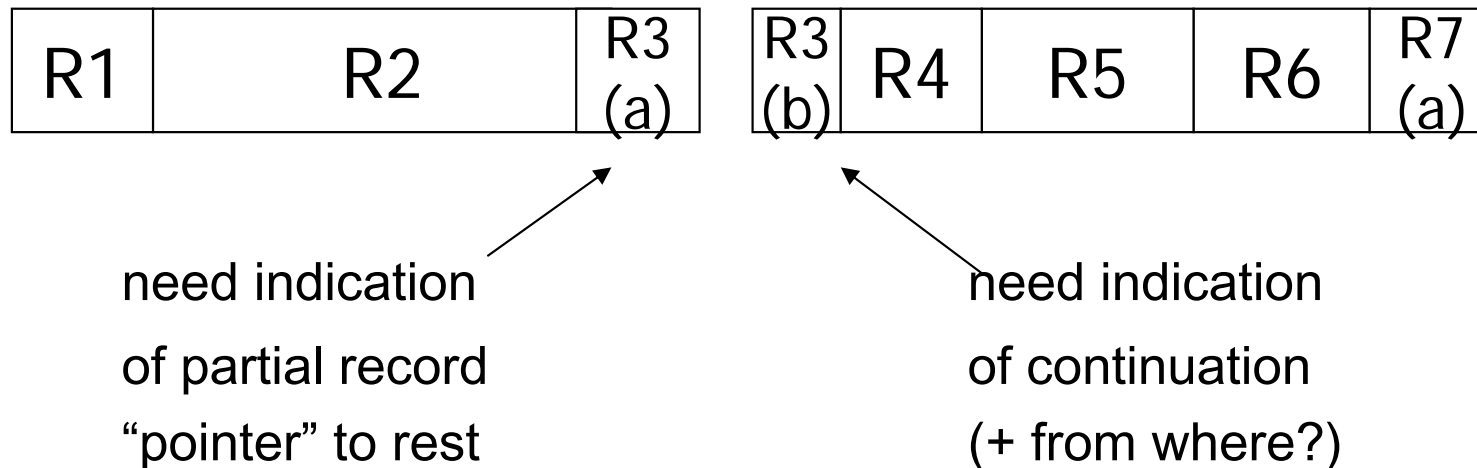 R1 R2 R3 (a) R3 (b) R4 R5 R6 R7 (a)
need indication
of partial record
“pointer” to rest
need indication
of continuation
(+ from where?)